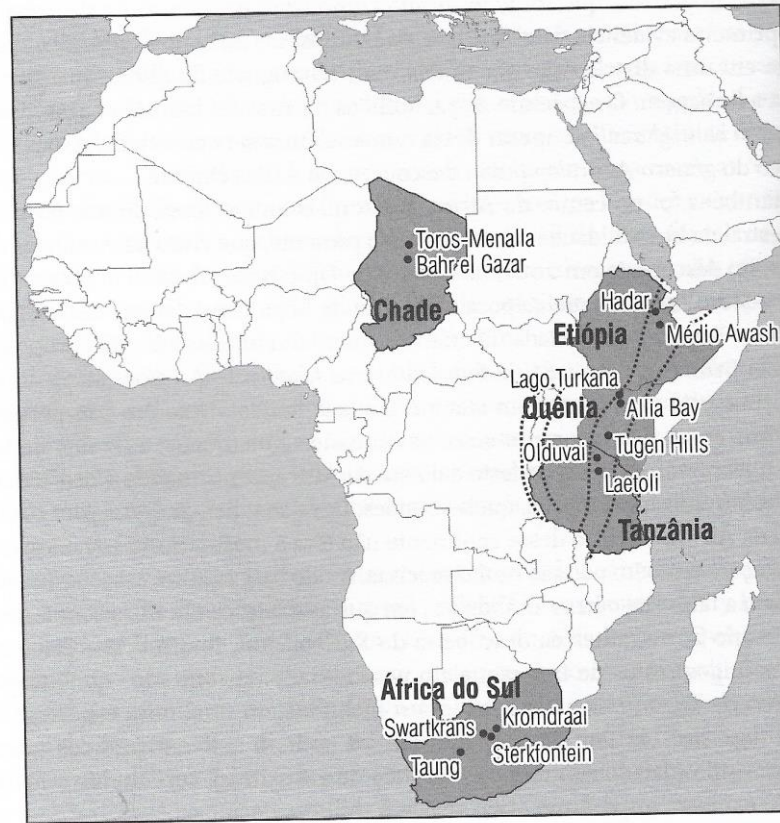 Toros-Menalla
Bahr el Gazar
Chade
Hadar
Etiópia
Médio Awash
Lago Turkana
Quênia
Allia Bay
Tugen Hills
Olduvai
Laetoli
Tanzânia
África do Sul
Kromdraai
Swartkrans
Sterkfontein
Taung